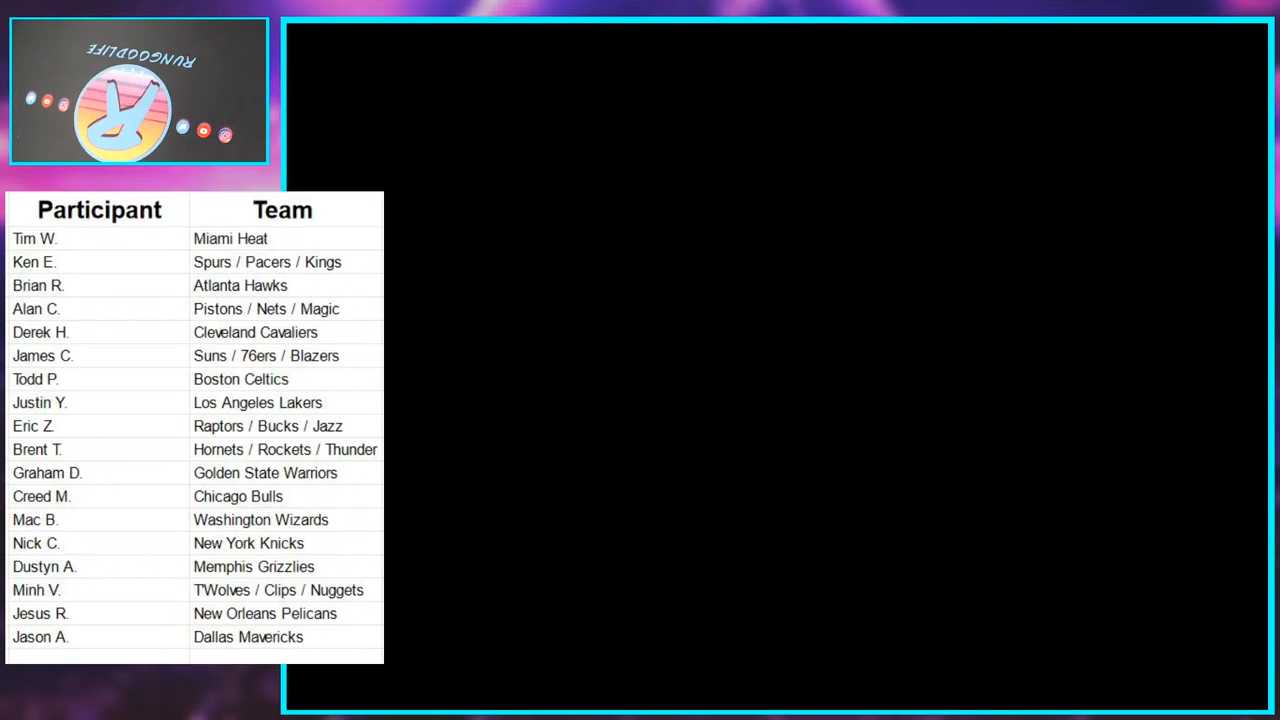 RUNGOODLIFE
Participant Team
Tim W. Miami Heat
Ken E. Spurs / Pacers / Kings
Brian R. Atlanta Hawks
Alan C. Pistons / Nets / Magic
Derek H. Cleveland Cavaliers
James C. Suns / 76ers / Blazers
Todd P. Boston Celtics
Justin Y. Los Angeles Lakers
Eric Z. Raptors / Bucks / Jazz
Brent T. Hornets / Rockets / Thunder
Graham D. Golden State Warriors
Creed M. Chicago Bulls
Mac B. Washington Wizards
Nick C. New York Knicks
Dustyn A. Memphis Grizzlies
Minh V. T'Wolves / Clips / Nuggets
Jesus R. New Orleans Pelicans
Jason A. Dallas Mavericks